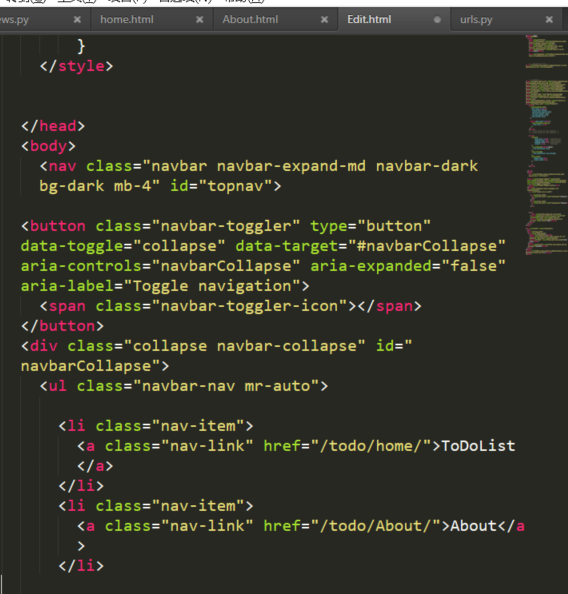 ws.py × home.html × About.html × Edit.html urls.py ×
}
</style>
</head>
<body>
<nav class="navbar navbar-expand-md navbar-dark
bg-dark mb-4" id="topnav">
<button class="navbar-toggler" type="button"
data-toggle="collapse" data-target="#navbarCollapse"
aria-controls="navbarCollapse" aria-expanded="false"
aria-label="Toggle navigation">
<span class="navbar-toggler-icon"></span>
</button>
<div class="collapse navbar-collapse" id="
navbarCollapse">
<ul class="navbar-nav mr-auto">
<li class="nav-item">
<a class="nav-link" href="/todo/home/">ToDoList
</a>
</li>
<li class="nav-item">
<a class="nav-link" href="/todo/About/">About</a
>
</li>